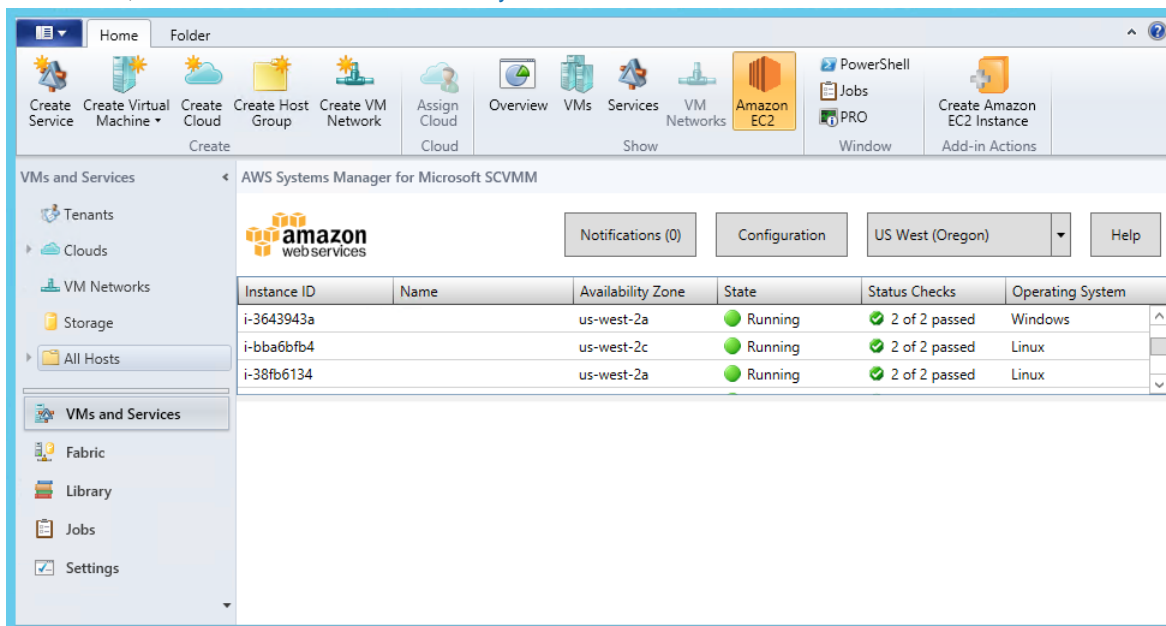 Home Folder
Create Service
Create Virtual Machine
Create Cloud
Create Host Group
Create VM Network
Create
Assign Cloud
Cloud
Overview
VMs
Services
VM Networks
Amazon EC2
Show
PowerShell
Jobs
PRO
Window
Create Amazon EC2 Instance
Add-in Actions
VMs and Services
Tenants
Clouds
VM Networks
Storage
All Hosts
VMs and Services
Fabric
Library
Jobs
Settings
AWS Systems Manager for Microsoft SCVMM
amazon
webservices
Notifications (0) Configuration US West (Oregon) Help
Instance ID Name Availability Zone State Status Checks Operating System
i-3643943a us-west-2a Running 2 of 2 passed Windows
i-bba6bfb4 us-west-2c Running 2 of 2 passed Linux
i-38fb6134 us-west-2a Running 2 of 2 passed Linux